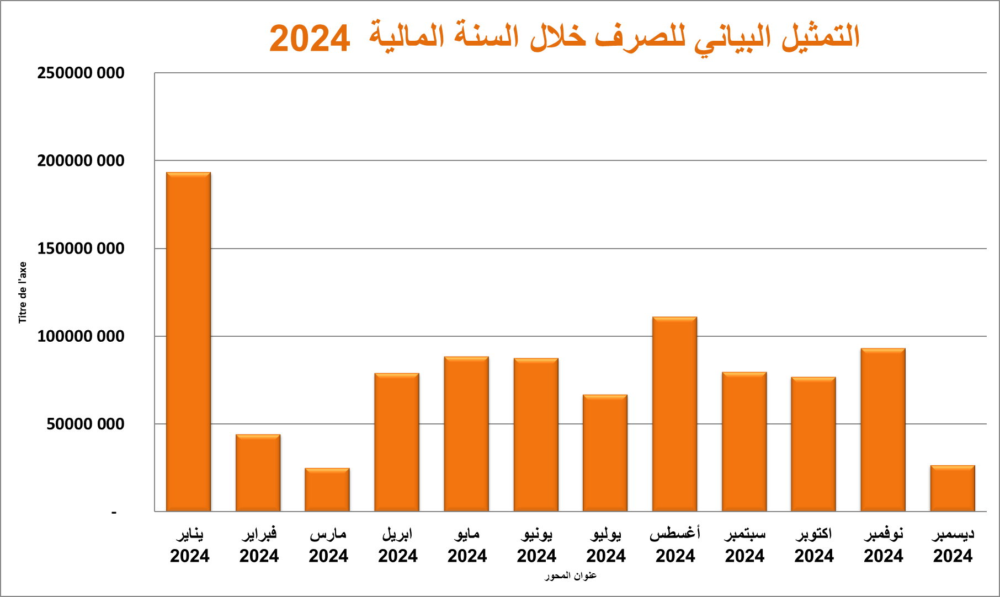 التمثيل البياني للصرف خلال السنة المالية 2024
250000 000
200000 000
150000 000
100000 000
50000 000
-
Titre de l'axe
يناير
2024
فبراير
2024
مارس
2024
ابريل
2024
مايو
2024
يونيو
2024
يوليو
2024
أغسطس
2024
سبتمبر
2024
اكتوبر
2024
نوفمبر
2024
ديسمبر
2024
عنوان المحور